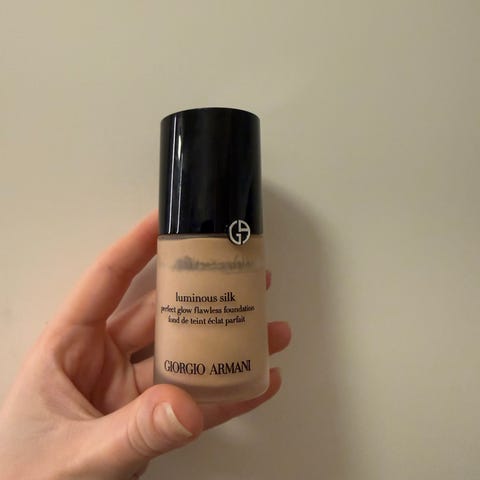 luminous silk
perfect glow flawless foundation
fond de teint éclat parfait
GIORGIO ARMANI